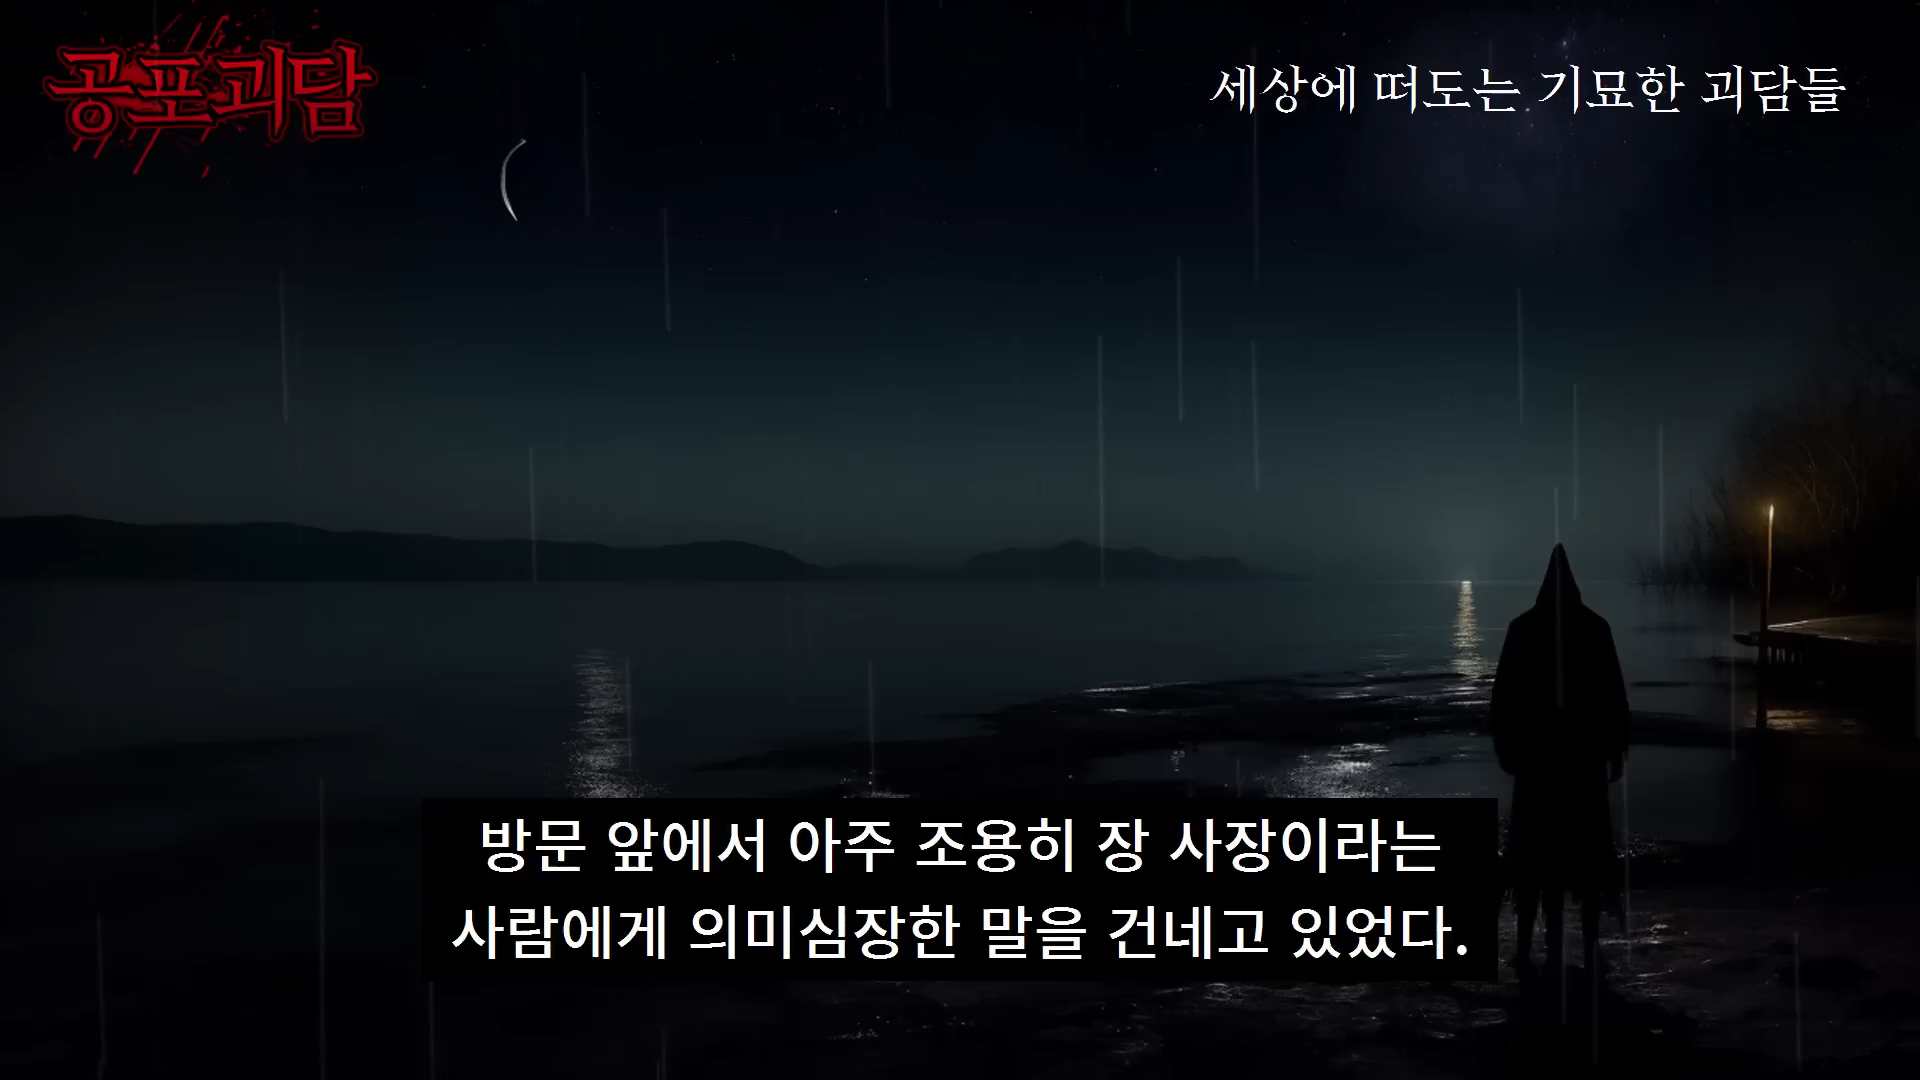 공포괴담
세상에 떠도는 기묘한 괴담들
방문 앞에서 아주 조용히 장 사장이라는
사람에게 의미심장한 말을 건네고 있었다.